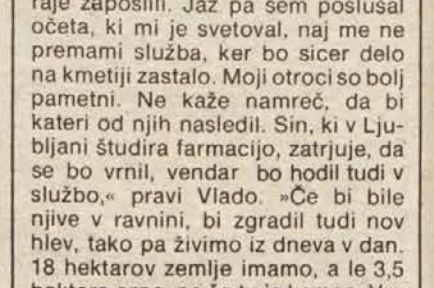 raje zaposlili. Jaz pa sem poslušal
očeta, ki mi je svetoval, naj me ne
premami služba, ker bo sicer delo
na kmetiji zastalo. Moji otroci so bolj
pametni. Ne kaže namreč, da bi
kateri od njih nasledil. Sin, ki v Lju-
bljani študira farmacijo, zatrjuje, da
se bo vrnil, vendar bo hodil tudi v
službo,« pravi Vlado. »Če bi bile
njive v ravnini, bi zgradil tudi nov
hlev, tako pa živimo iz dneva v dan.
18 hektarov zemlje imamo, a le 3,5